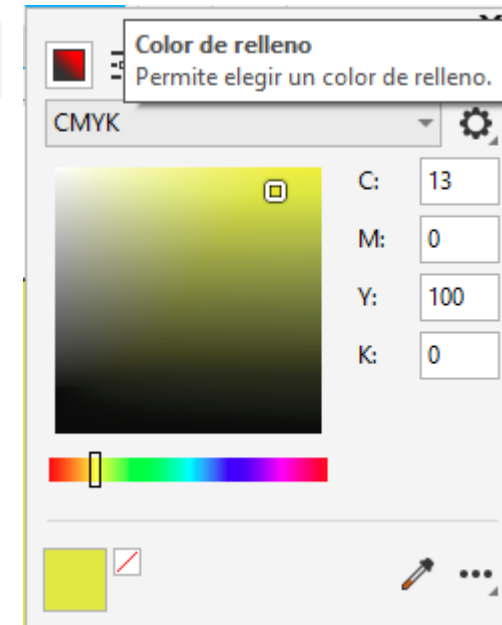 Color de relleno
Permite elegir un color de relleno.
CMYK
C: 13
M: 0
Y: 100
K: 0